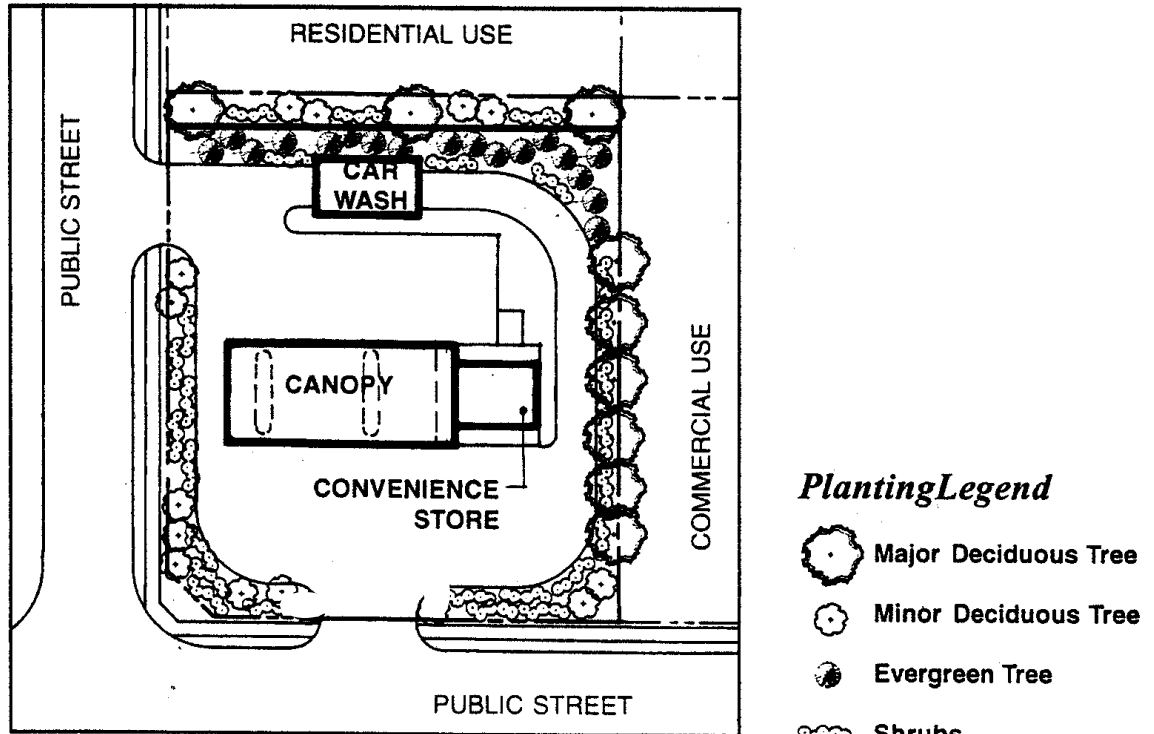 RESIDENTIAL USE
PUBLIC STREET
CAR
WASH
CANOPY
CONVENIENCE
STORE
COMMERCIAL USE
PUBLIC STREET
PlantingLegend
Major Deciduous Tree
Minor Deciduous Tree
Evergreen Tree
Shrubs